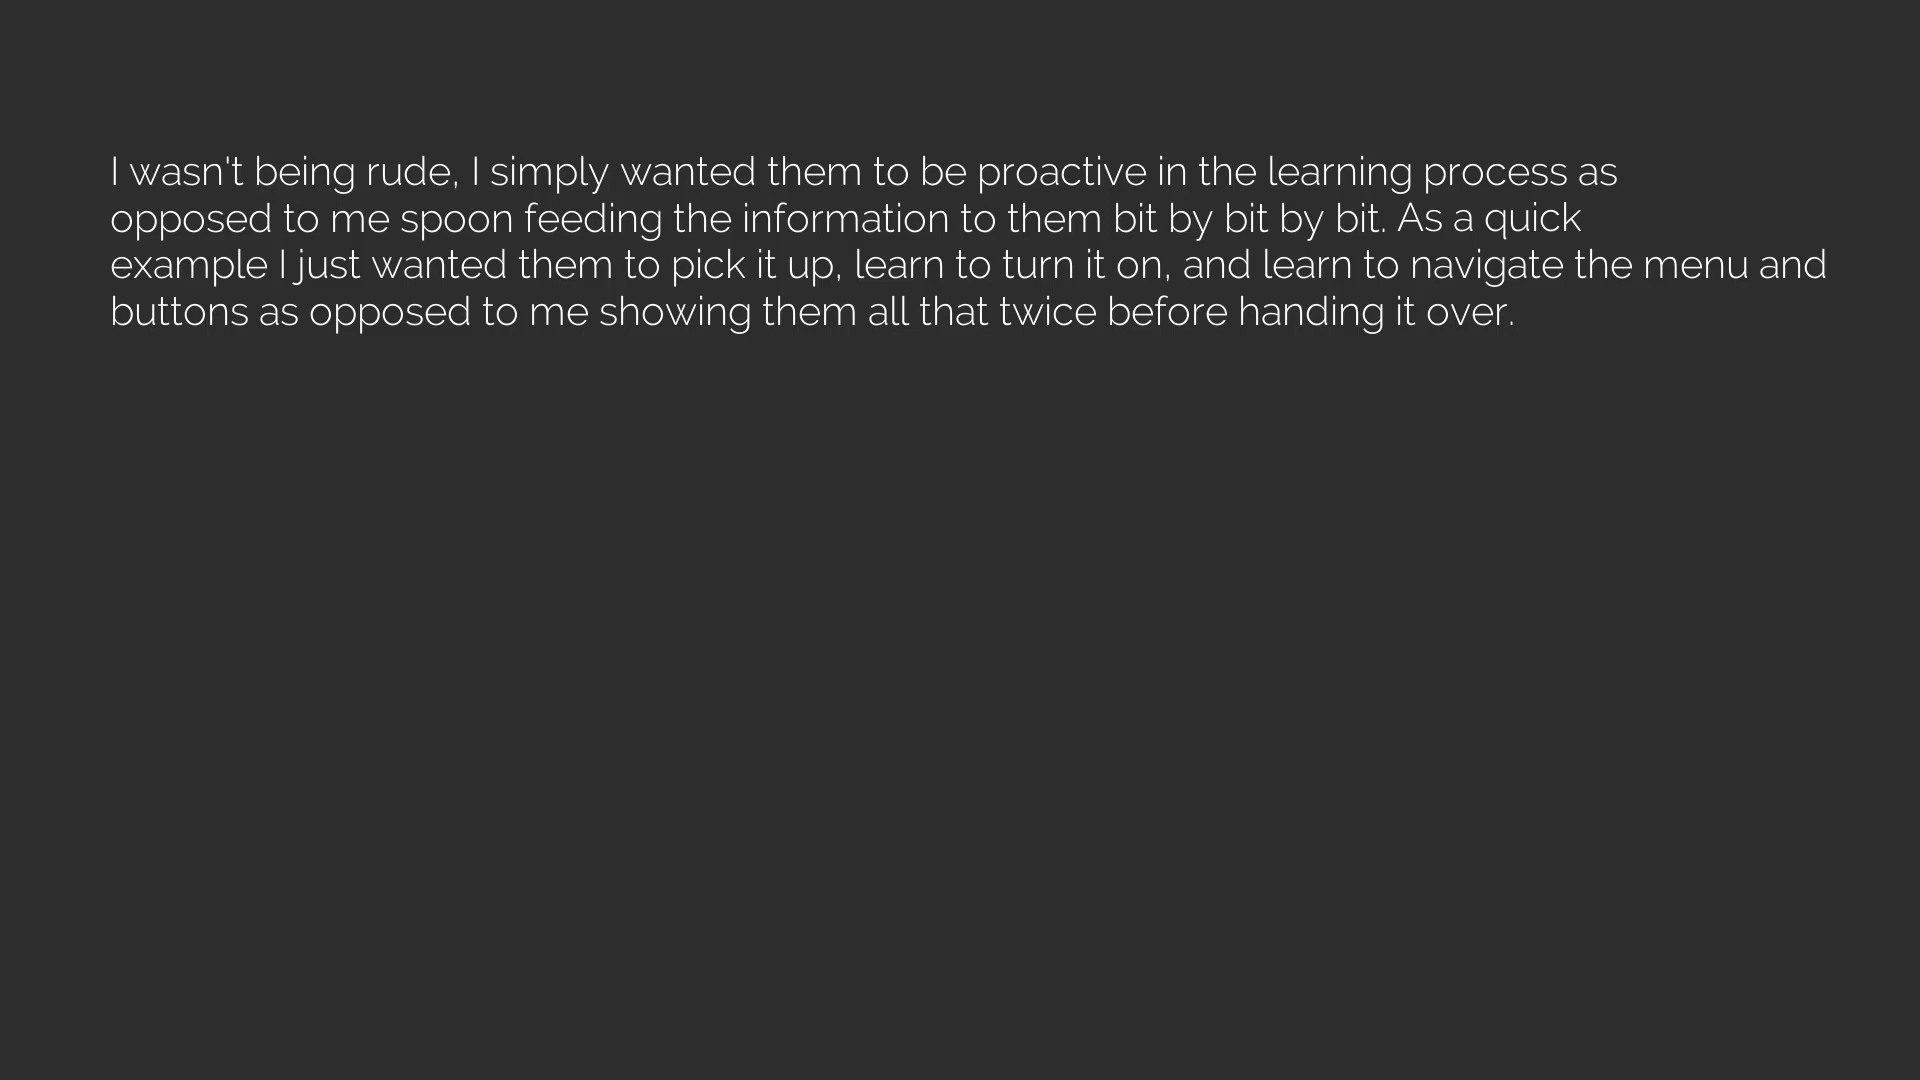 I wasn't being rude, I simply wanted them to be proactive in the learning process as
opposed to me spoon feeding the information to them bit by bit by bit. As a quick
example I just wanted them to pick it up, learn to turn it on, and learn to navigate the menu and
buttons as opposed to me showing them all that twice before handing it over.